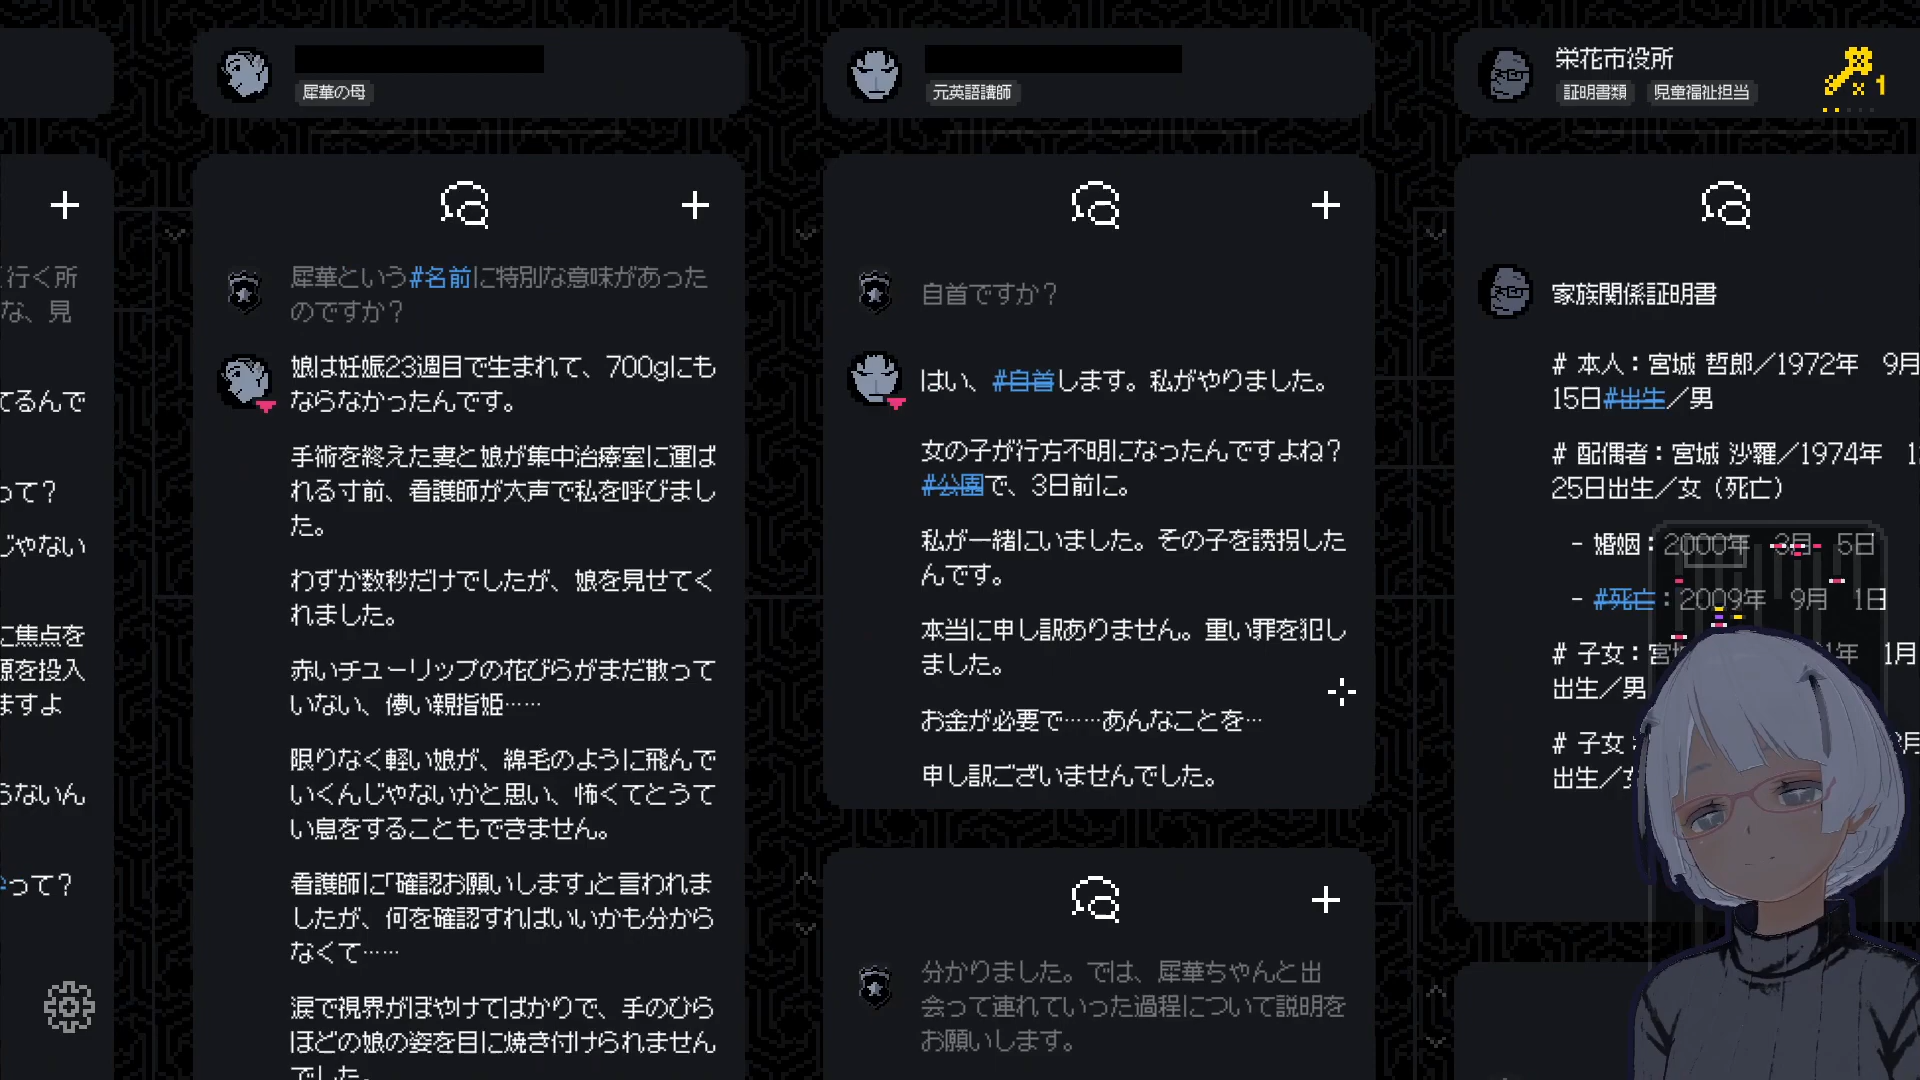 行く所
な、見
てるんで
って？
じゃない
に焦点を
源を投入
ますよ
らないん
って？
犀華の母
犀華という#名前に特別な意味があった
のですか？
娘は妊娠23週目で生まれて、700gにも
ならなかったんです。
手術を終えた妻と娘が集中治療室に運ば
れる寸前、看護師が大声で私を呼びまし
た。
わずか数秒だけでしたが、娘を見せてく
れました。
赤いチューリップの花びらがまだ散って
いない、儚い親指姫……
限りなく軽い娘が、綿毛のように飛んで
いくんじゃないかと思い、怖くてとうて
い息をすることもできません。
看護師に「確認お願いします」と言われま
したが、何を確認すればいいかも分から
なくて……
涙で視界がぼやけてばかりで、手のひら
ほどの娘の姿を目に焼き付けられません
でした。
元英語講師
自首ですか？
はい、#自首します。私がやりました。
女の子が行方不明になったんですよね？
#公園で、3日前に。
私が一緒にいました。その子を誘拐した
んです。
本当に申し訳ありません。重い罪を犯し
ました。
お金が必要で……あんなことを…
申し訳ございませんでした。
分かりました。では、犀華ちゃんと出
会って連れていった過程について説明を
お願いします。
栄花市役所
証明書類 児童福祉担当
1
家族関係証明書
# 本人：宮城 哲郎／1972年 9月
15日#出生／男
# 配偶者：宮城 沙羅／1974年
25日出生／女（死亡）
- 婚姻：2000年 3月 5日
- #死亡：2009年 9月 1日
# 子女：宮 年 1月
出生／男
# 子女： 月
出生／女